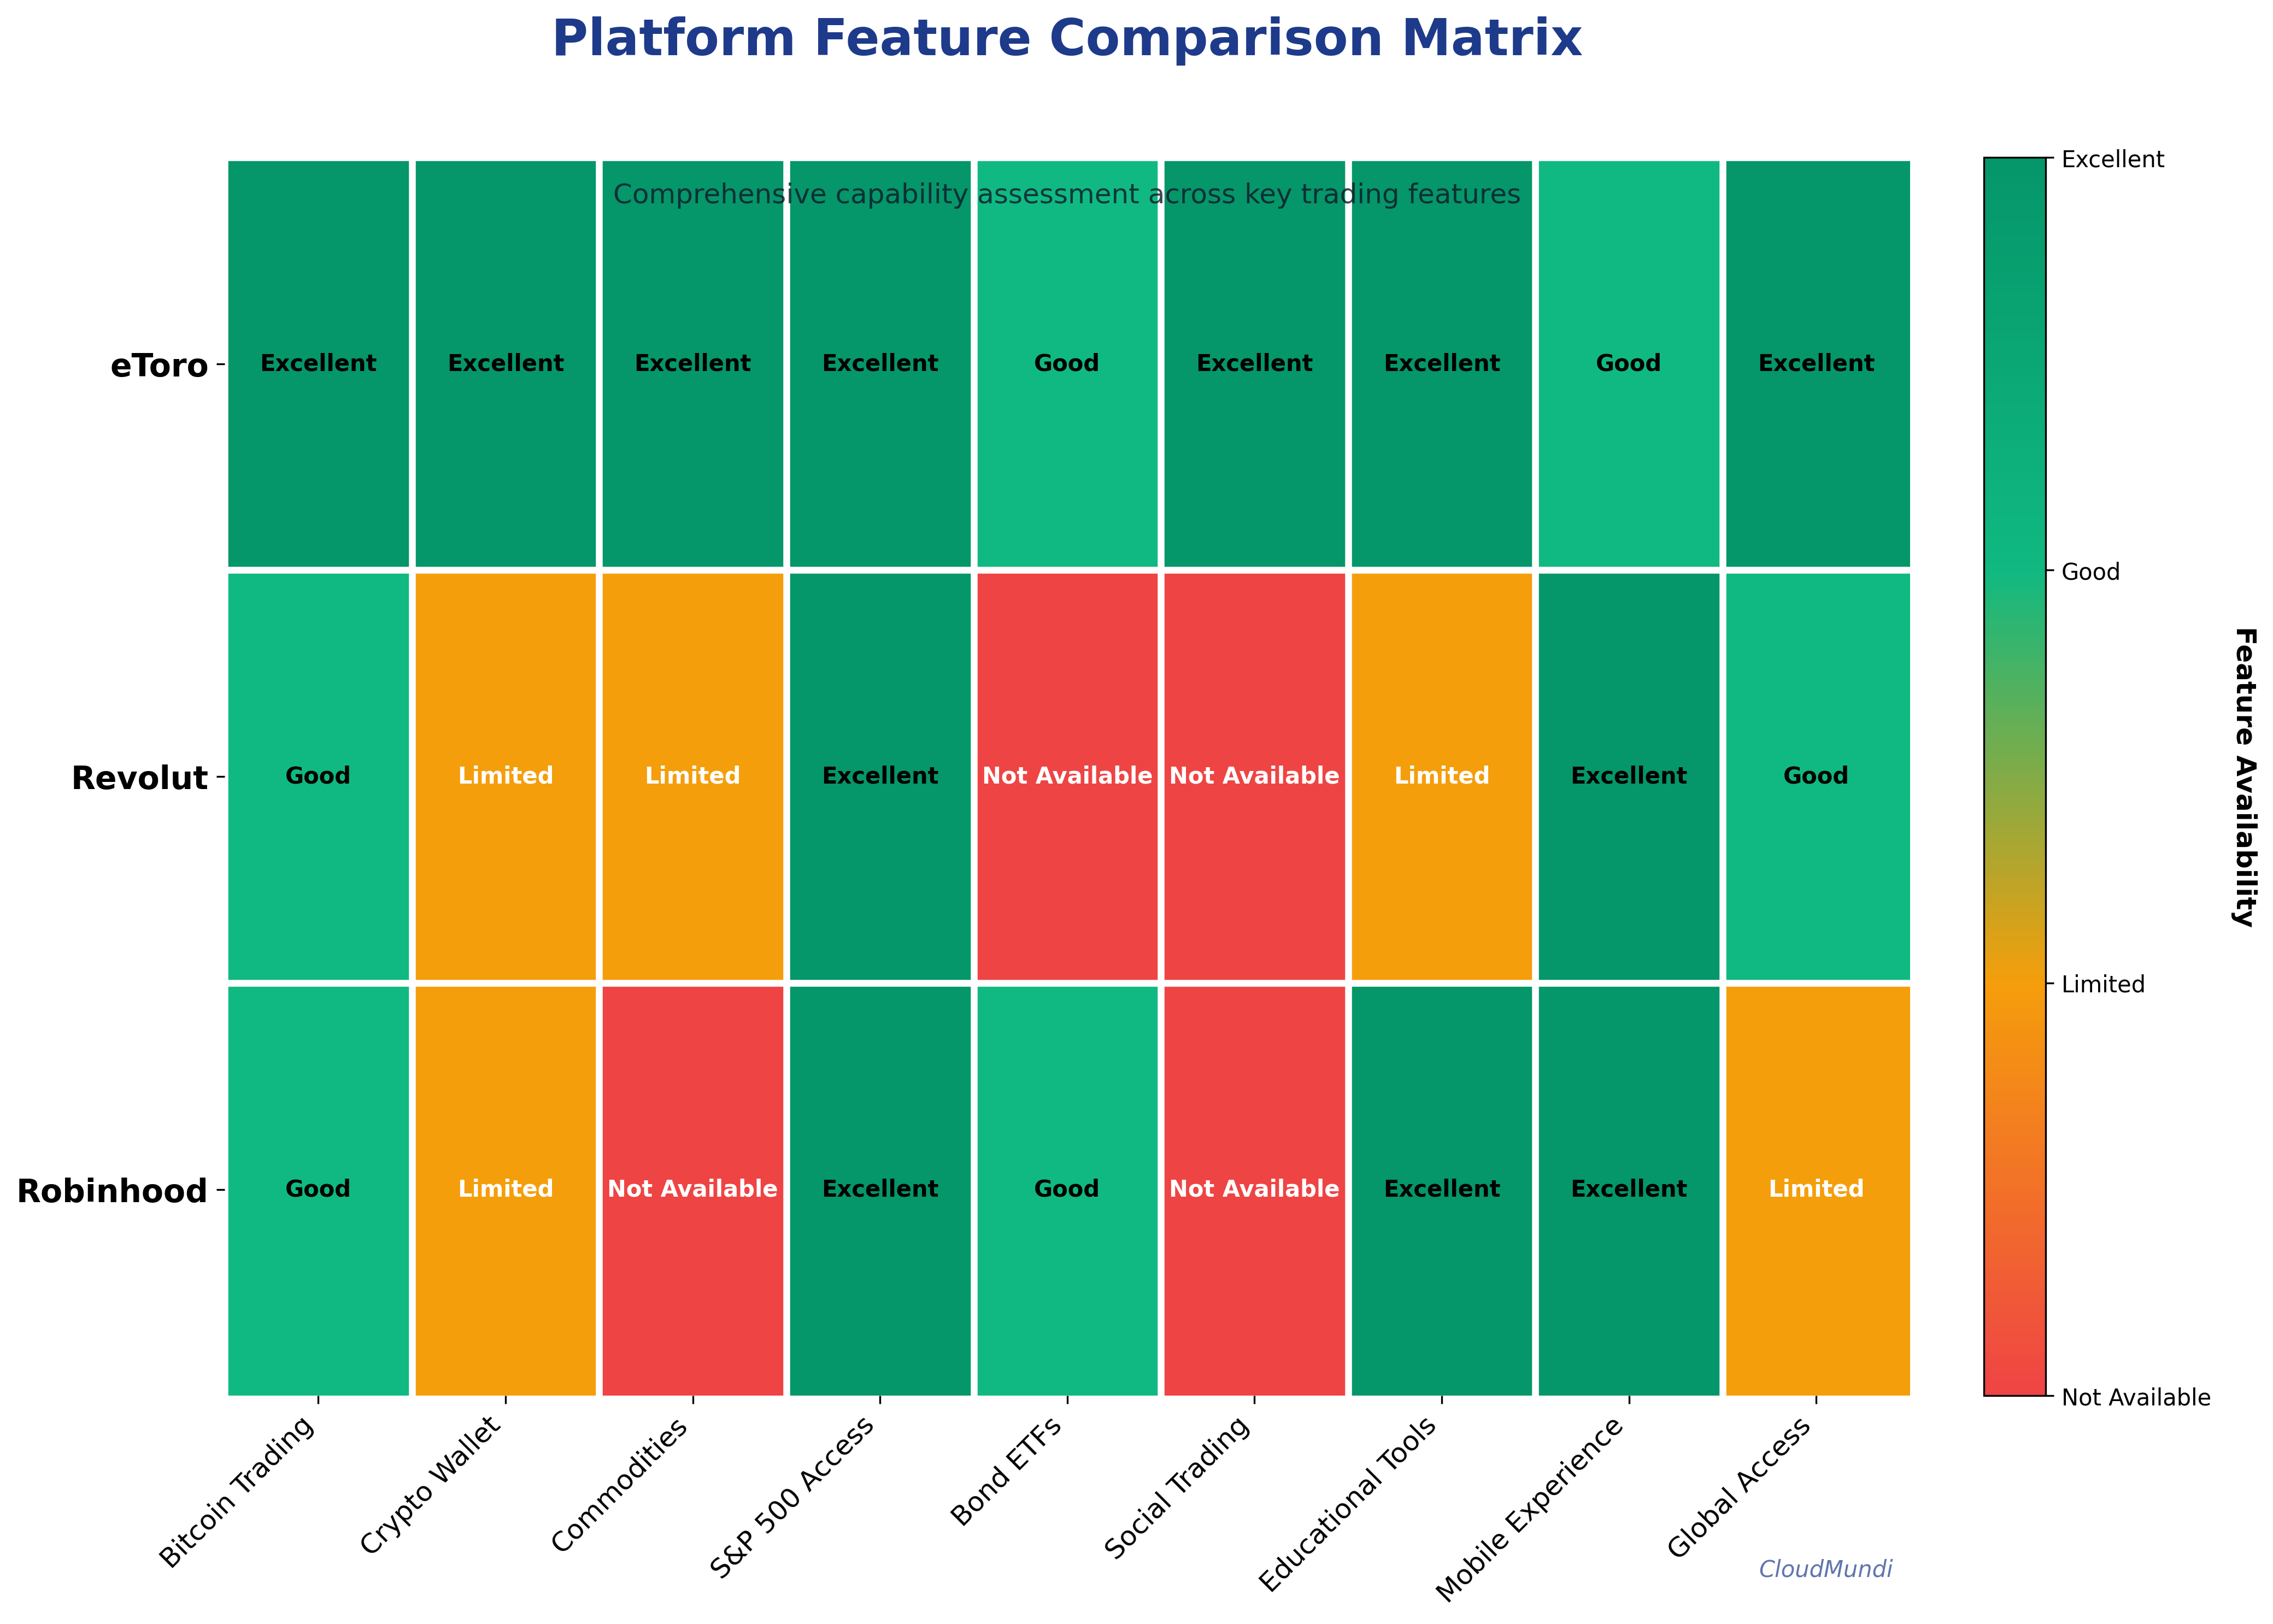 Platform Feature Comparison Matrix
Comprehensive capability assessment across key trading features
eToro
Excellent
Excellent
Excellent
Excellent
Good
Excellent
Excellent
Good
Excellent
Revolut
Good
Limited
Limited
Excellent
Not Available
Not Available
Limited
Excellent
Good
Robinhood
Good
Limited
Not Available
Excellent
Good
Not Available
Excellent
Excellent
Limited
Bitcoin Trading
Crypto Wallet
Commodities
S&P 500 Access
Bond ETFs
Social Trading
Educational Tools
Mobile Experience
Global Access
Excellent
Good
Limited
Not Available
Feature Availability
CloudMundi